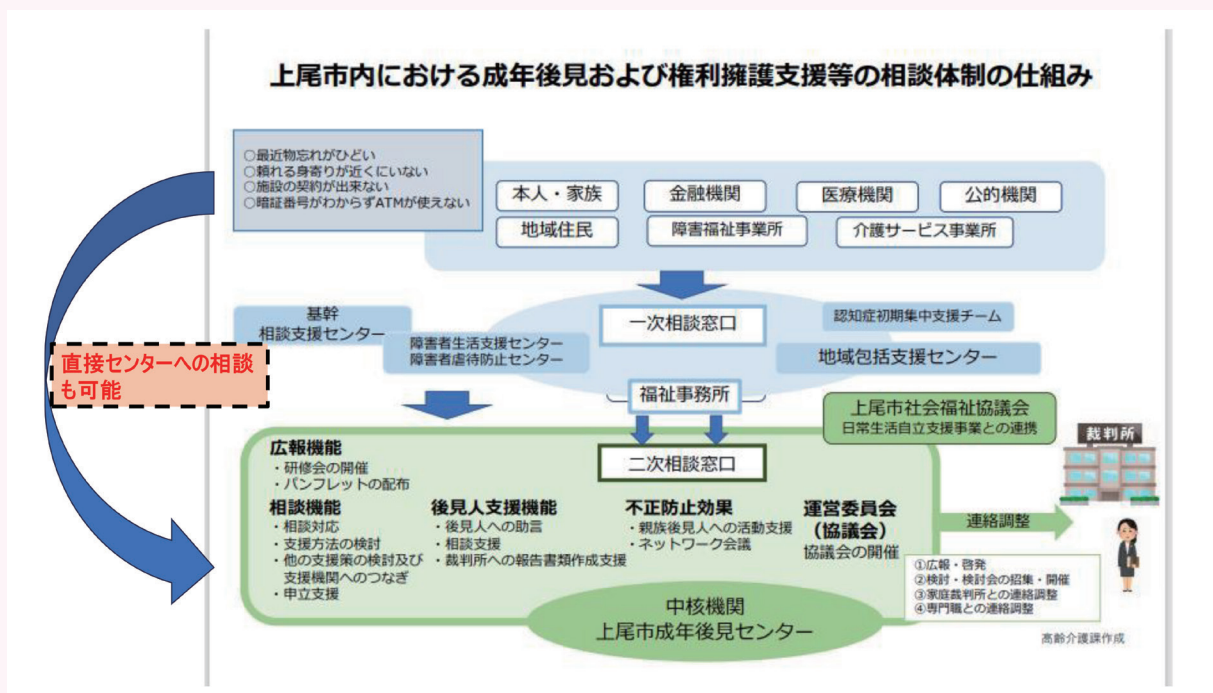 上尾市内における成年後見および権利擁護支援等の相談体制の仕組み
○最近物忘れがひどい
○頼れる身寄りが近くにいない
○施設の契約が出来ない
○暗証番号がわからずATMが使えない
本人・家族
金融機関
医療機関
公的機関
地域住民
障害福祉事業所
介護サービス事業所
基幹
相談支援センター
障害者生活支援センター
障害者虐待防止センター
一次相談窓口
認知症初期集中支援チーム
地域包括支援センター
直接センターへの相談
も可能
福祉事務所
上尾市社会福祉協議会
日常生活自立支援事業との連携
裁判所
二次相談窓口
広報機能
・研修会の開催
・パンフレットの配布
相談機能
・相談対応
・支援方法の検討
・他の支援策の検討及び
支援機関へのつなぎ
・申立支援
後見人支援機能
・後見人への助言
・相談支援
・裁判所への報告書類作成支援
不正防止効果
・親族後見人への活動支援
・ネットワーク会議
運営委員会
（協議会）
協議会の開催
連絡調整
①広報・啓発
②検討・検討会の招集・開催
③家庭裁判所との連絡調整
④専門職との連絡調整
中核機関
上尾市成年後見センター
高齢介護課作成